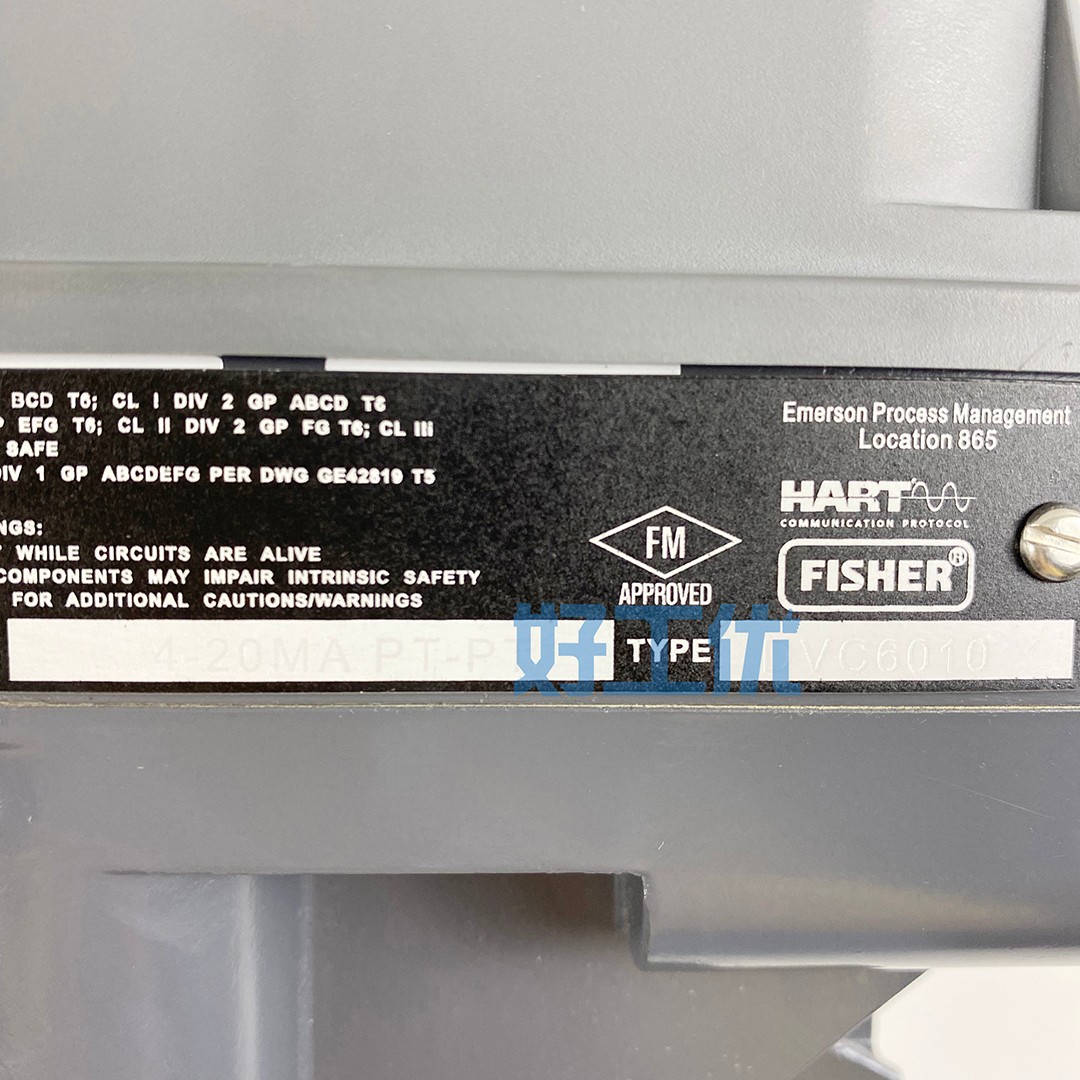 BCD T6; CL I DIV 2 GP ABCD T6
P EFG T6; CL II DIV 2 GP FG T6; CL III
SAFE
DIV 1 GP ABCDEFG PER DWG GE42819 T5
NGS:
T WHILE CIRCUITS ARE ALIVE
COMPONENTS MAY IMPAIR INTRINSIC SAFETY
FOR ADDITIONAL CAUTIONS/WARNINGS
FM
APPROVED
Emerson Process Management
Location 865
HART
COMMUNICATION PROTOCOL
FISHER®
4-20MA PT-PT TYPE VC6010
好工优